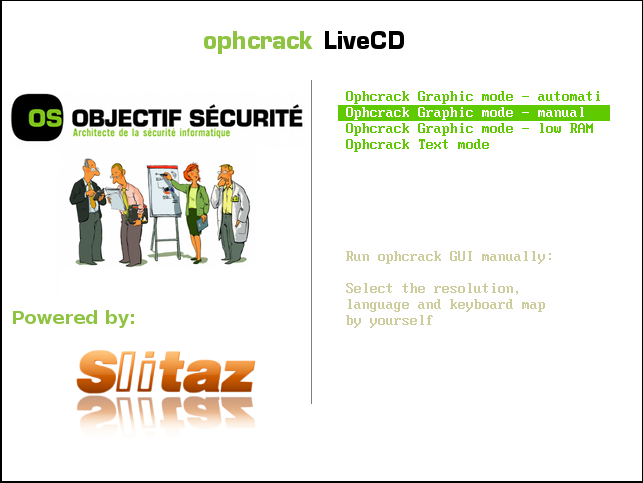 ophcrack LiveCD
OS OBJECTIF SÉCURITÉ
Architecte de la sécurité informatique
Powered by:
Slitaz
Ophcrack Graphic mode - automati
Ophcrack Graphic mode - manual
Ophcrack Graphic mode - low RAM
Ophcrack Text mode
Run ophcrack GUI manually:
Select the resolution,
language and keyboard map
by yourself